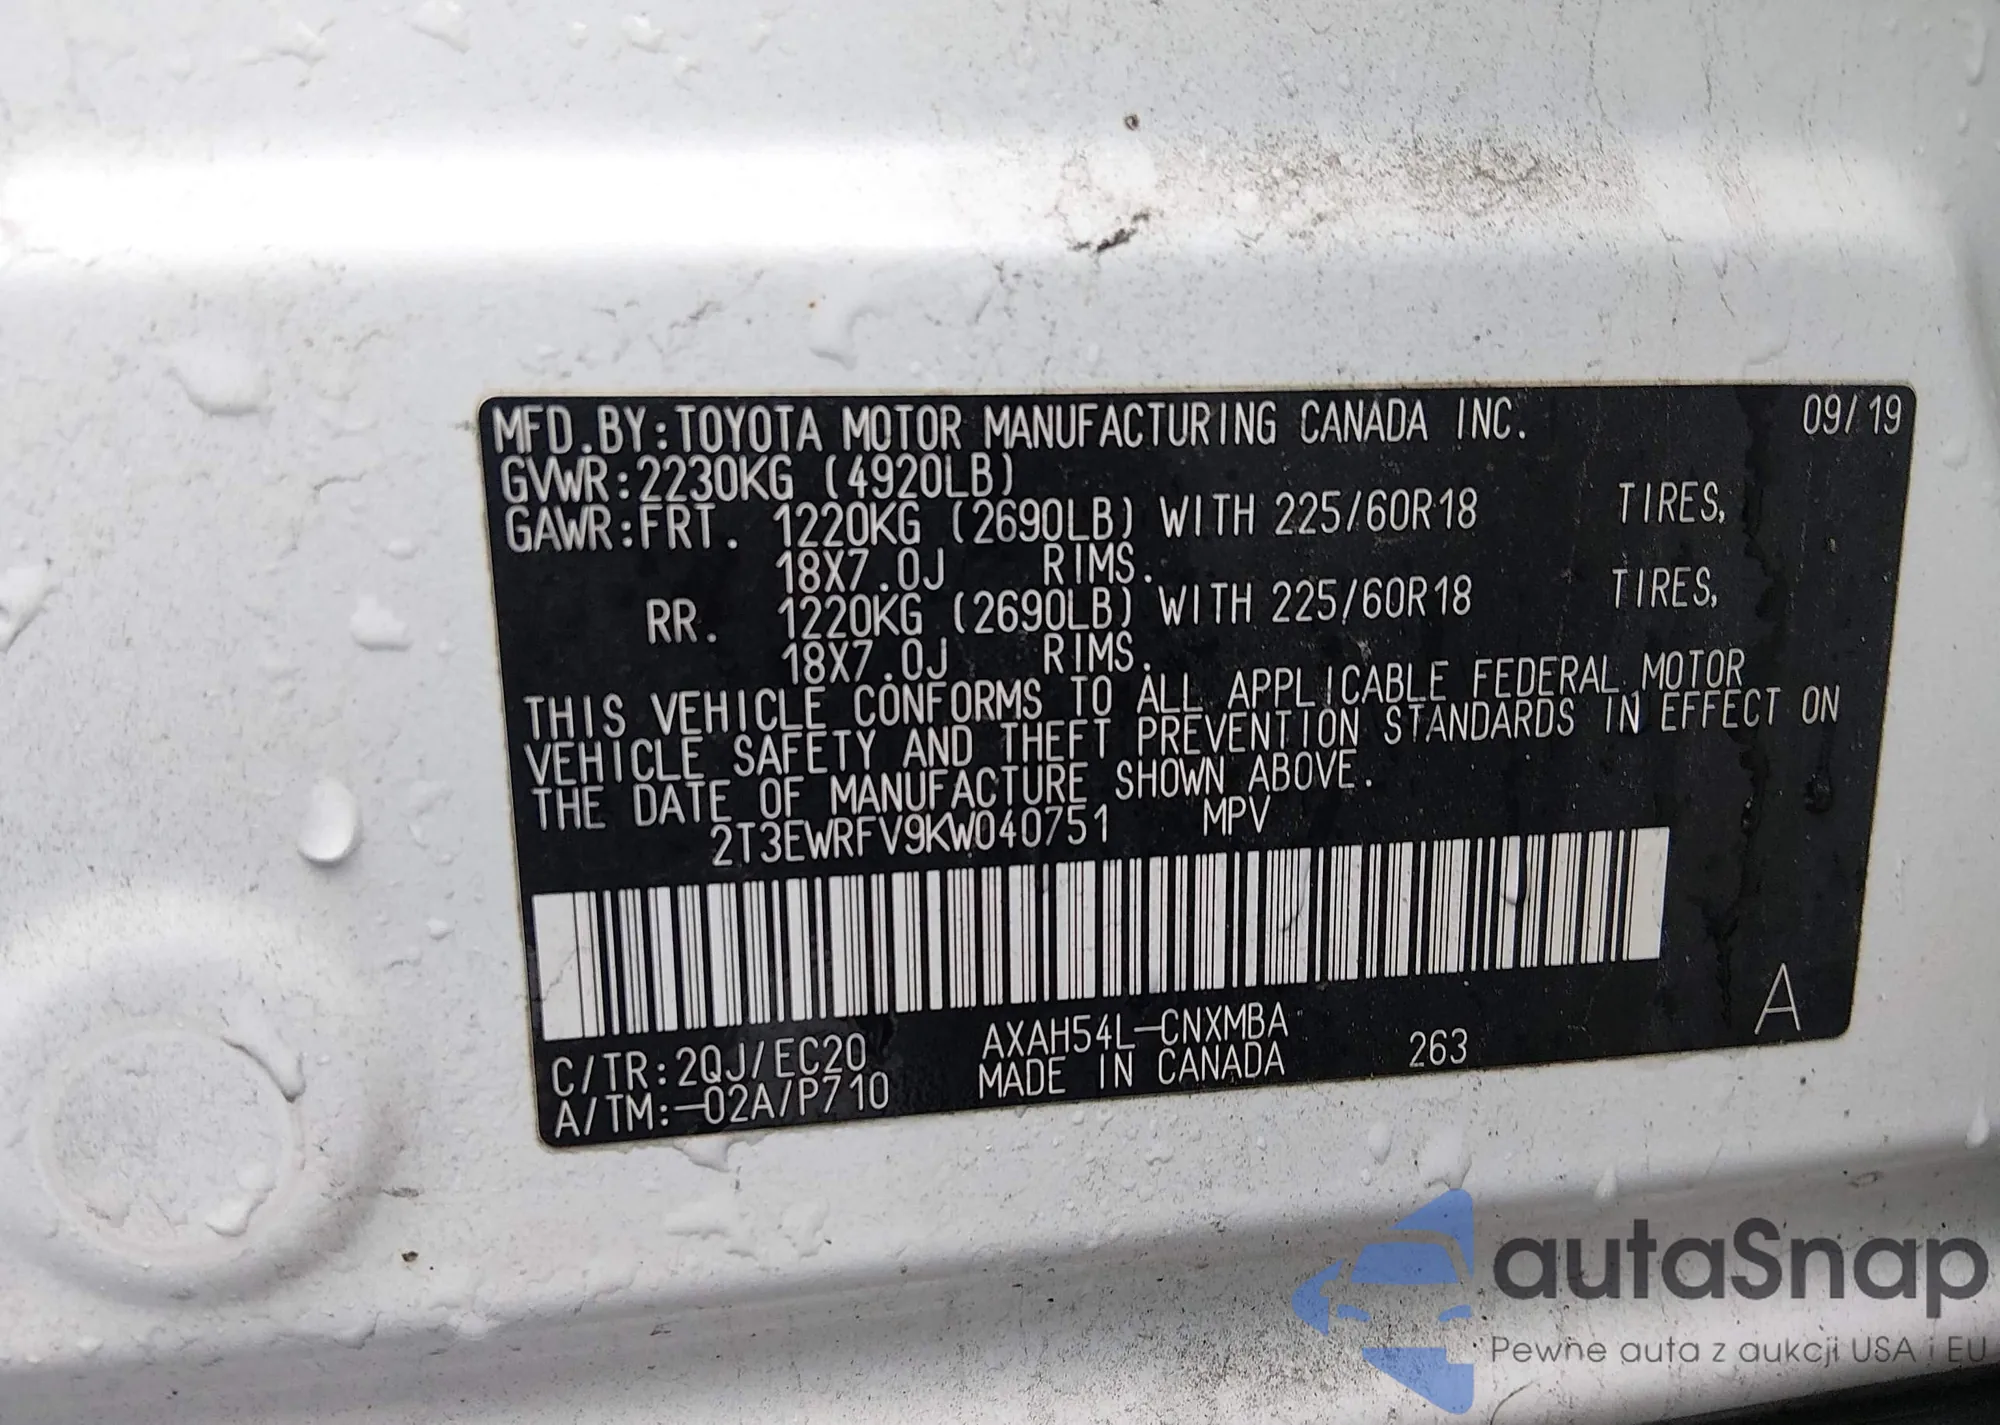 MFD.BY:TOYOTA MOTOR MANUFACTURING CANADA INC. 09/19
GVWR:2230KG (4920LB)
GAWR:FRT. 1220KG (2690LB) WITH 225/60R18 TIRES,
18X7.0J RIMS.
RR. 1220KG (2690LB) WITH 225/60R18 TIRES,
18X7.0J RIMS.
THIS VEHICLE CONFORMS TO ALL APPLICABLE FEDERAL MOTOR
VEHICLE SAFETY AND THEFT PREVENTION STANDARDS IN EFFECT ON
THE DATE OF MANUFACTURE SHOWN ABOVE.
2T3EWRFV9KW040751 MPV
AXAH54L-CNXMBA
C/TR:2QJ/EC20
MADE IN CANADA 263 A
A/TM:-02A/P710
autaSnap
Pewne auta z aukcji USA i EU